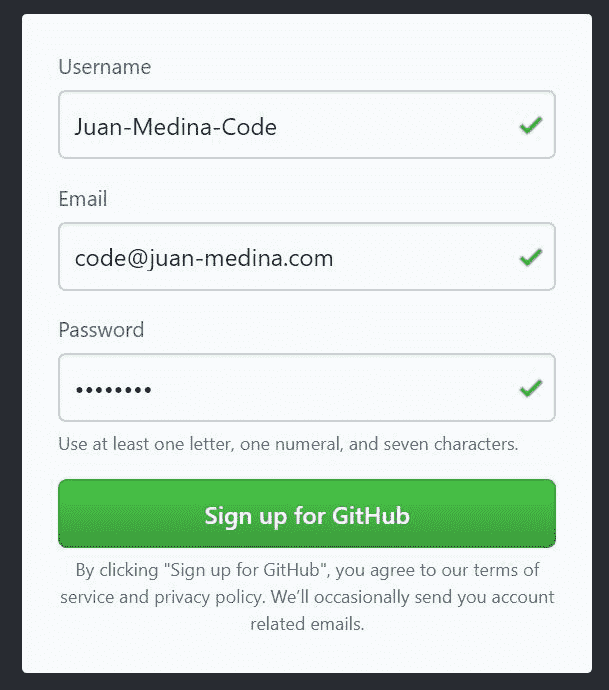 Username
Juan-Medina-Code
Email
code@juan-medina.com
Password
••••••••
Use at least one letter, one numeral, and seven characters.
Sign up for GitHub
By clicking "Sign up for GitHub", you agree to our terms of
service and privacy policy. We’ll occasionally send you account
related emails.